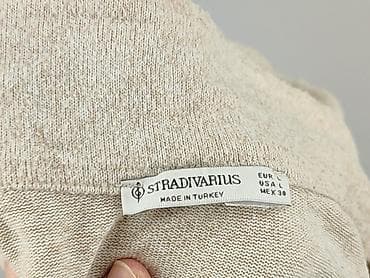 STRADIVARIUS
MADE IN TURKEY
EUR L
USA L
MEX 30